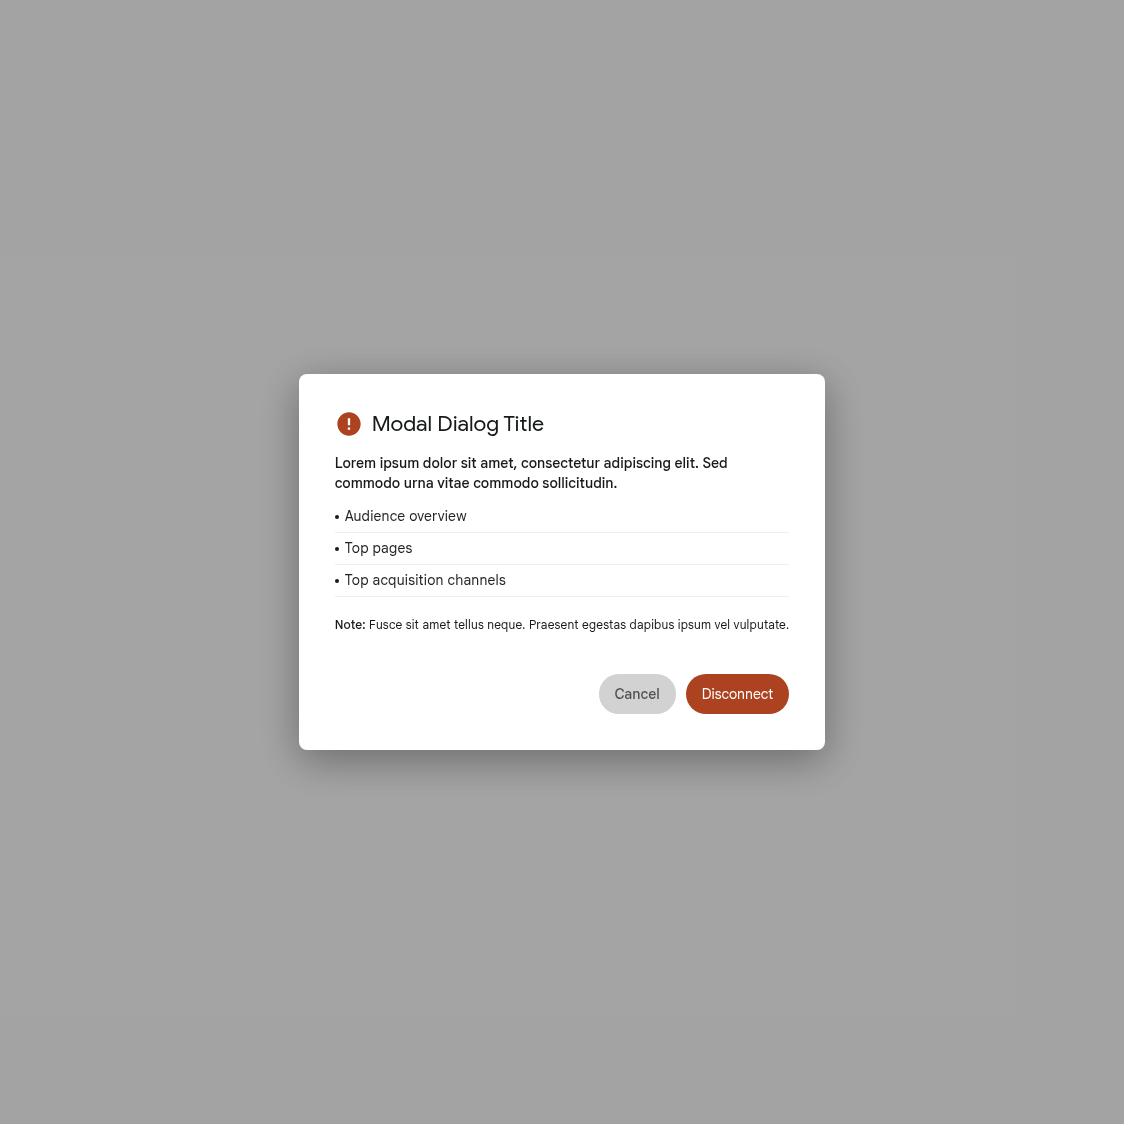 Modal Dialog Title
Lorem ipsum dolor sit amet, consectetur adipiscing elit. Sed
commodo urna vitae commodo sollicitudin.
• Audience overview
• Top pages
• Top acquisition channels
Note: Fusce sit amet tellus neque. Praesent egestas dapibus ipsum vel vulputate.
Cancel Disconnect